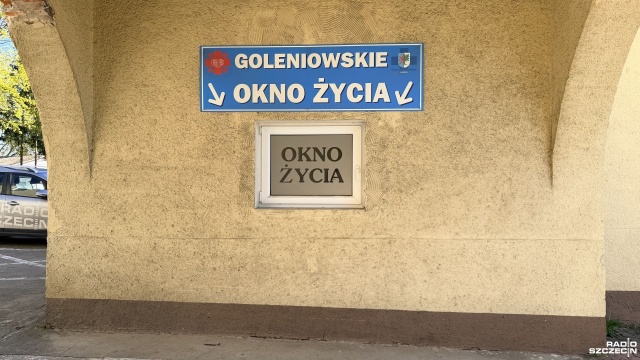 GOLENIOWSKIE
OKNO ŻYCIA
OKNO
ŻYCIA
RADIO
SZCZECIN
RADIO
SZCZECIN